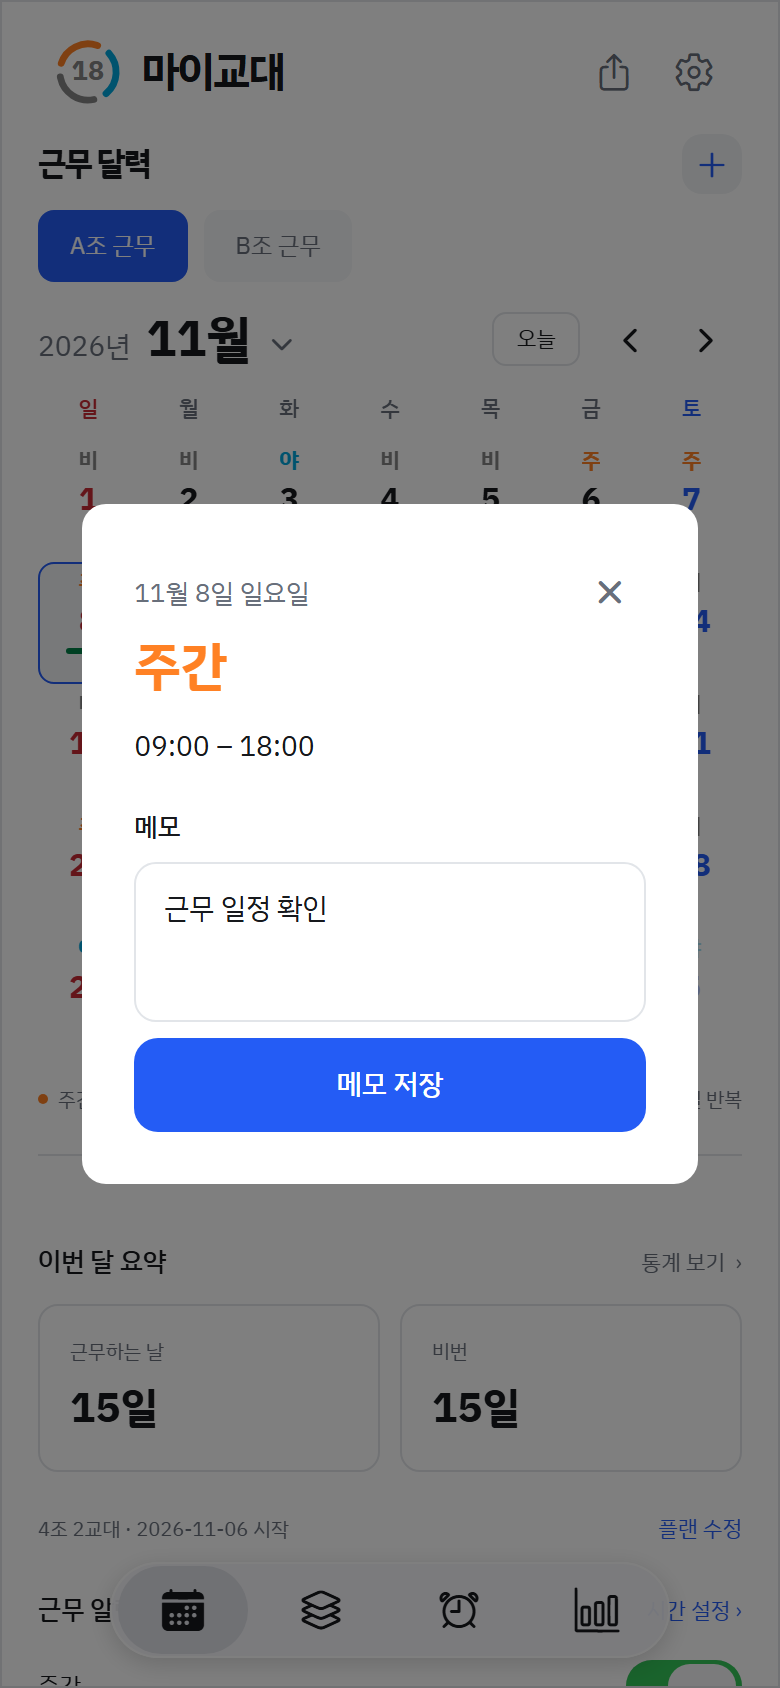 18 마이교대
근무 달력
A조 근무 B조 근무
2026년 11월 오늘
일 월 화 수 목 금 토
비 비 야 비 비 주 주
1 2 3 4 5 6 7
11월 8일 일요일
주간
09:00 – 18:00
메모
근무 일정 확인
메모 저장
반복
이번 달 요약 통계 보기 ›
근무하는 날 비번
15일 15일
4조 2교대 · 2026-11-06 시작 플랜 수정
근무 설정 ›
주간